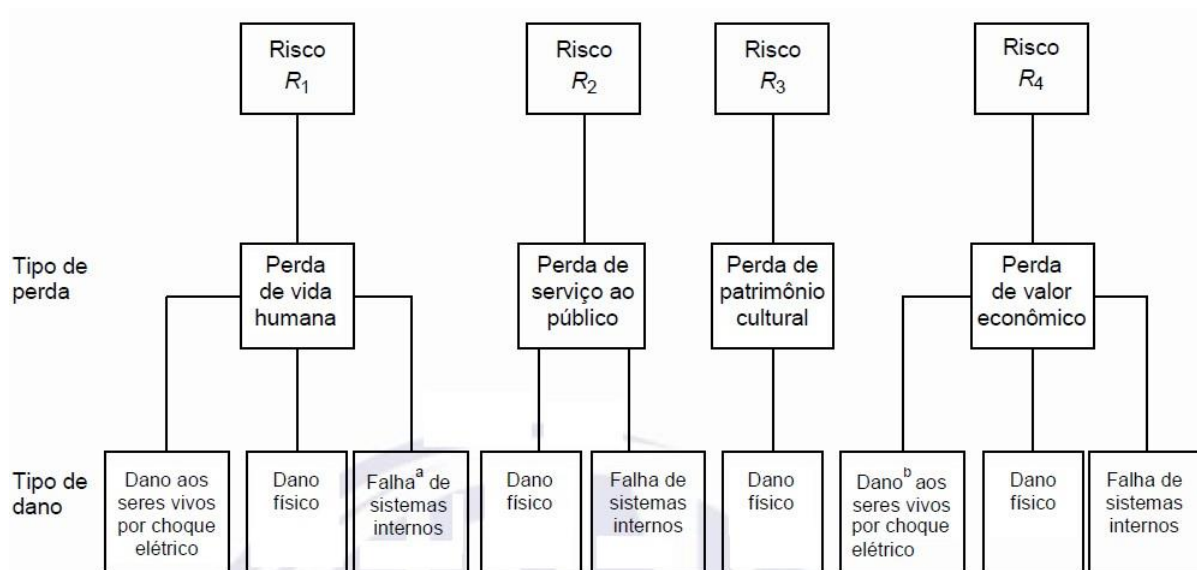 Risco
R1
Risco
R2
Risco
R3
Risco
R4
Tipo de
perda
Perda
de vida
humana
Perda de
serviço ao
público
Perda de
patrimônio
cultural
Perda
de valor
econômico
Tipo de
dano
Dano aos
seres vivos
por choque
elétrico
Dano
físico
Falhaª de
sistemas
internos
Dano
físico
Falha de
sistemas
internos
Dano
físico
Danoᵇ aos
seres vivos
por choque
elétrico
Dano
físico
Falha de
sistemas
internos